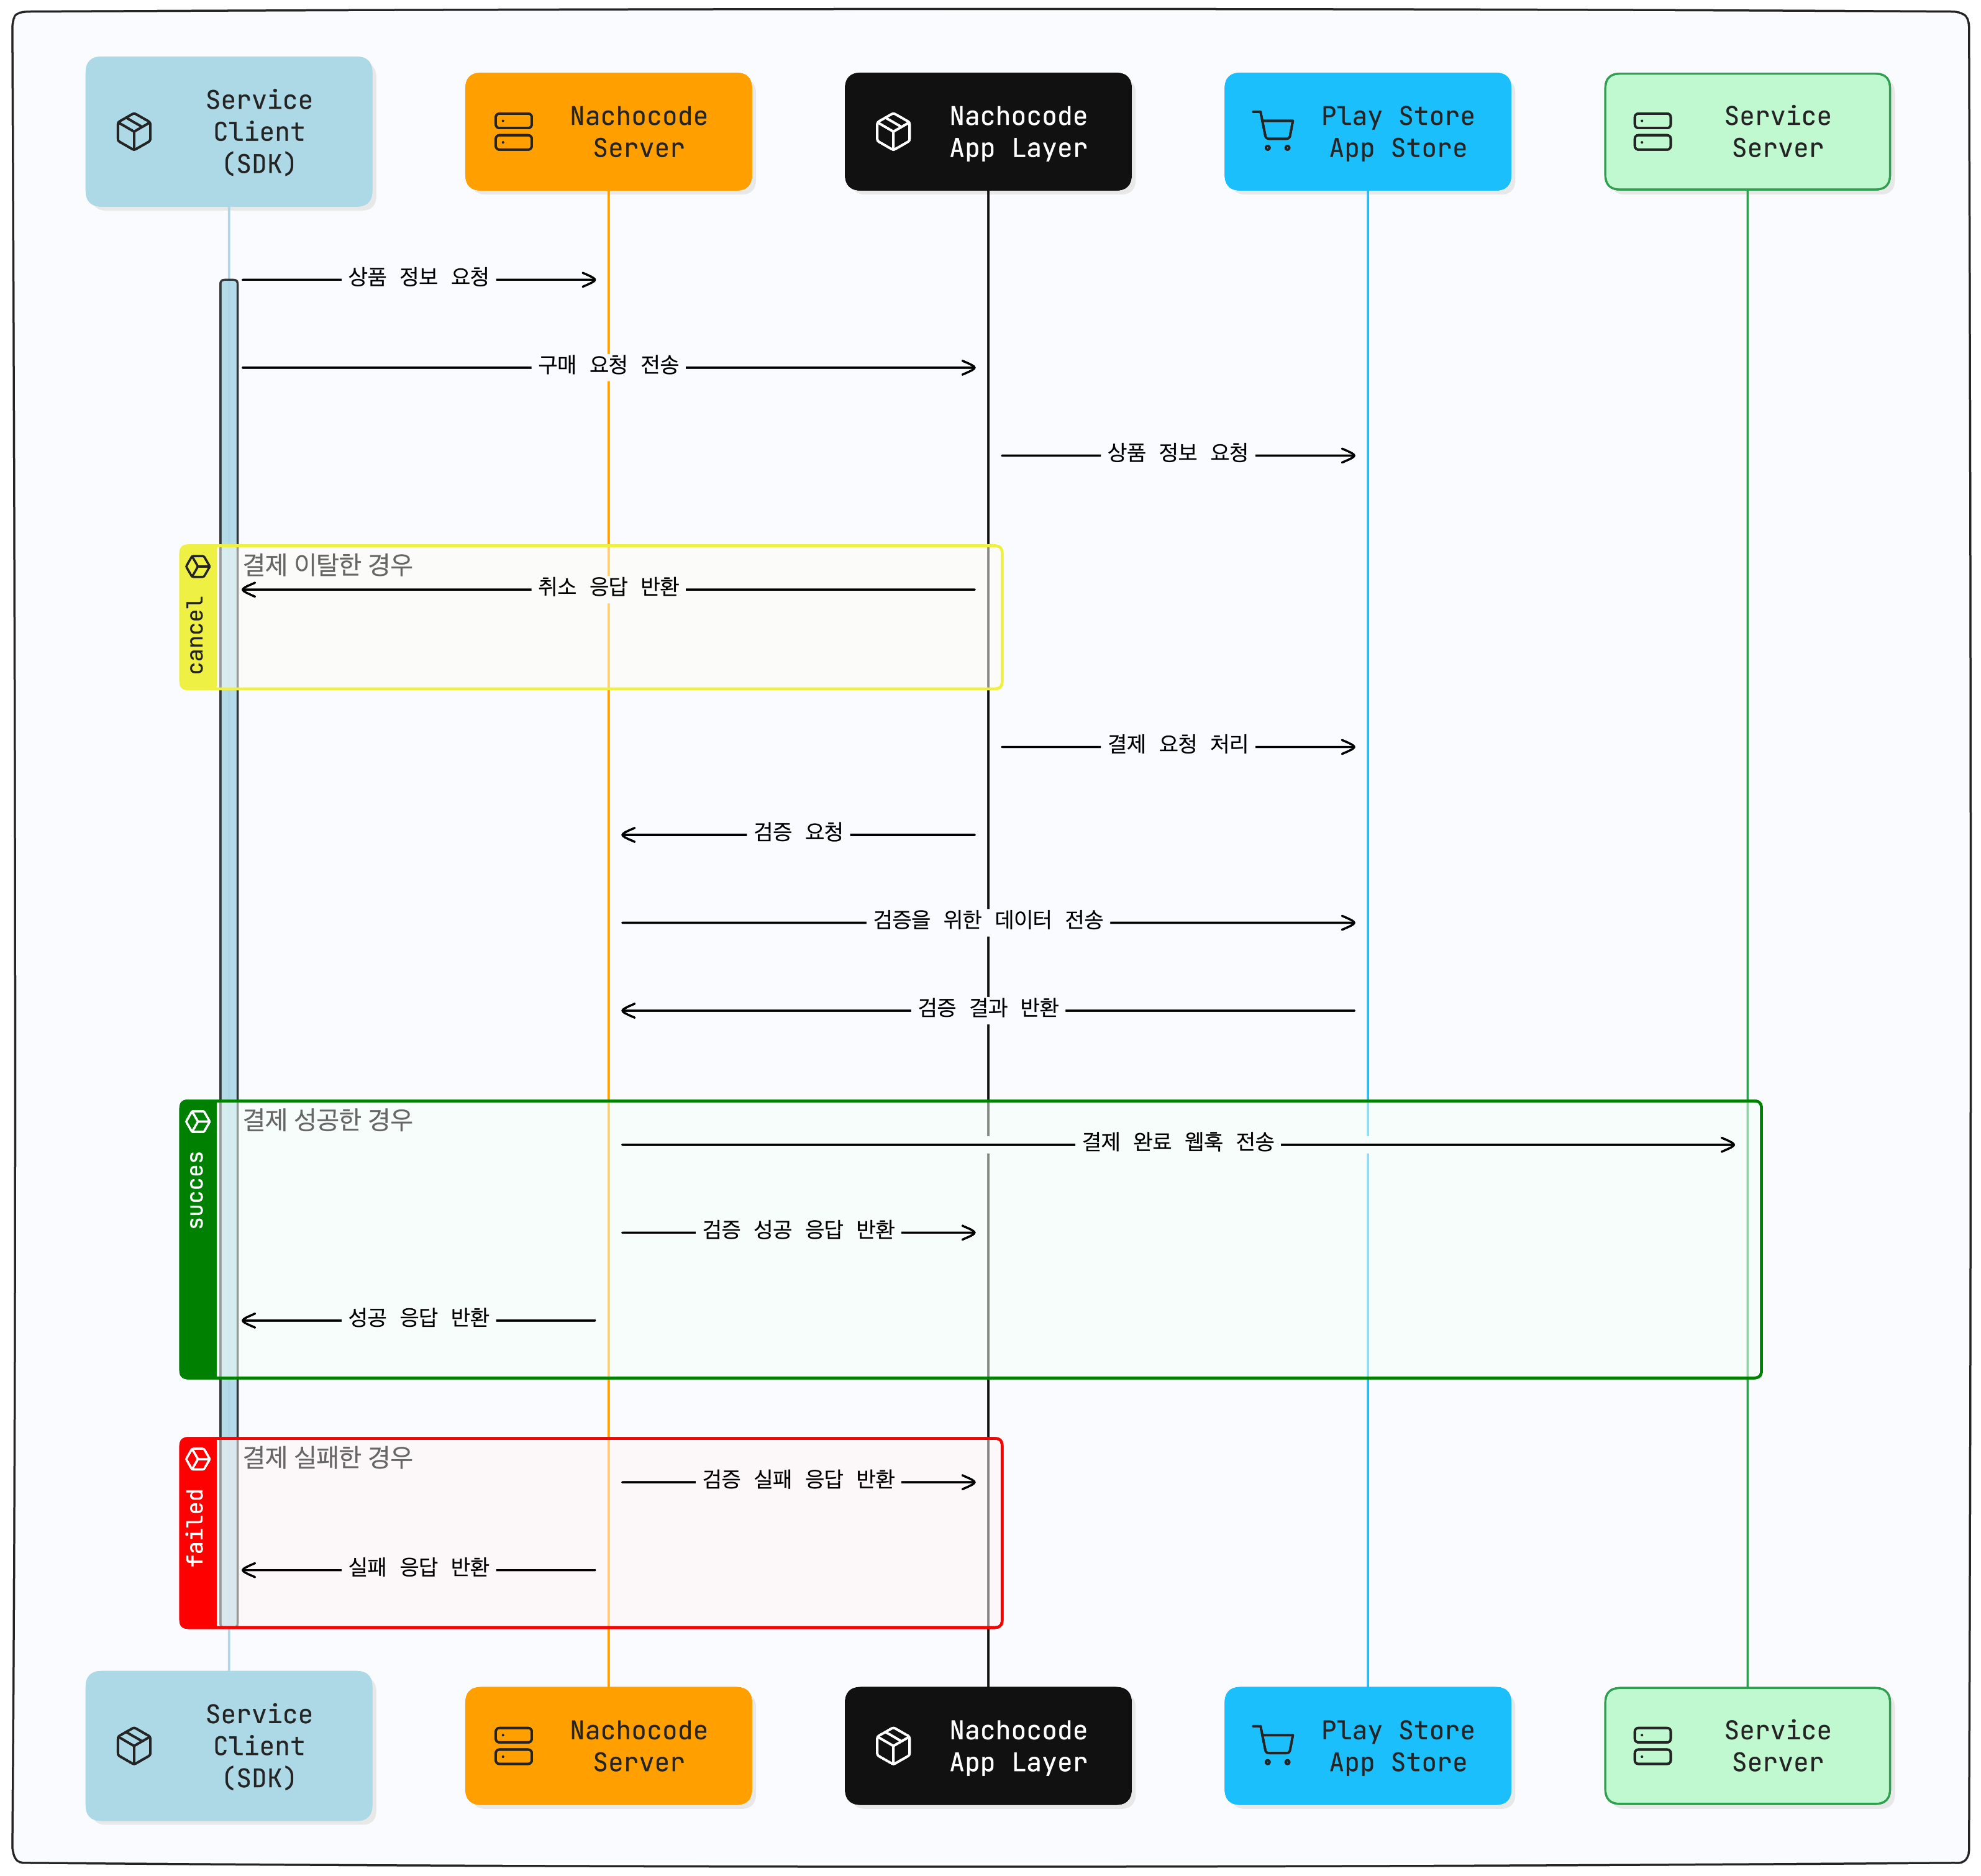 Service
Client
(SDK)
Nachocode
Server
Nachocode
App Layer
Play Store
App Store
Service
Server
상품 정보 요청
구매 요청 전송
상품 정보 요청
cancel
결제 이탈한 경우
취소 응답 반환
결제 요청 처리
검증 요청
검증을 위한 데이터 전송
검증 결과 반환
succes
결제 성공한 경우
결제 완료 웹훅 전송
검증 성공 응답 반환
성공 응답 반환
failed
결제 실패한 경우
검증 실패 응답 반환
실패 응답 반환
Service
Client
(SDK)
Nachocode
Server
Nachocode
App Layer
Play Store
App Store
Service
Server